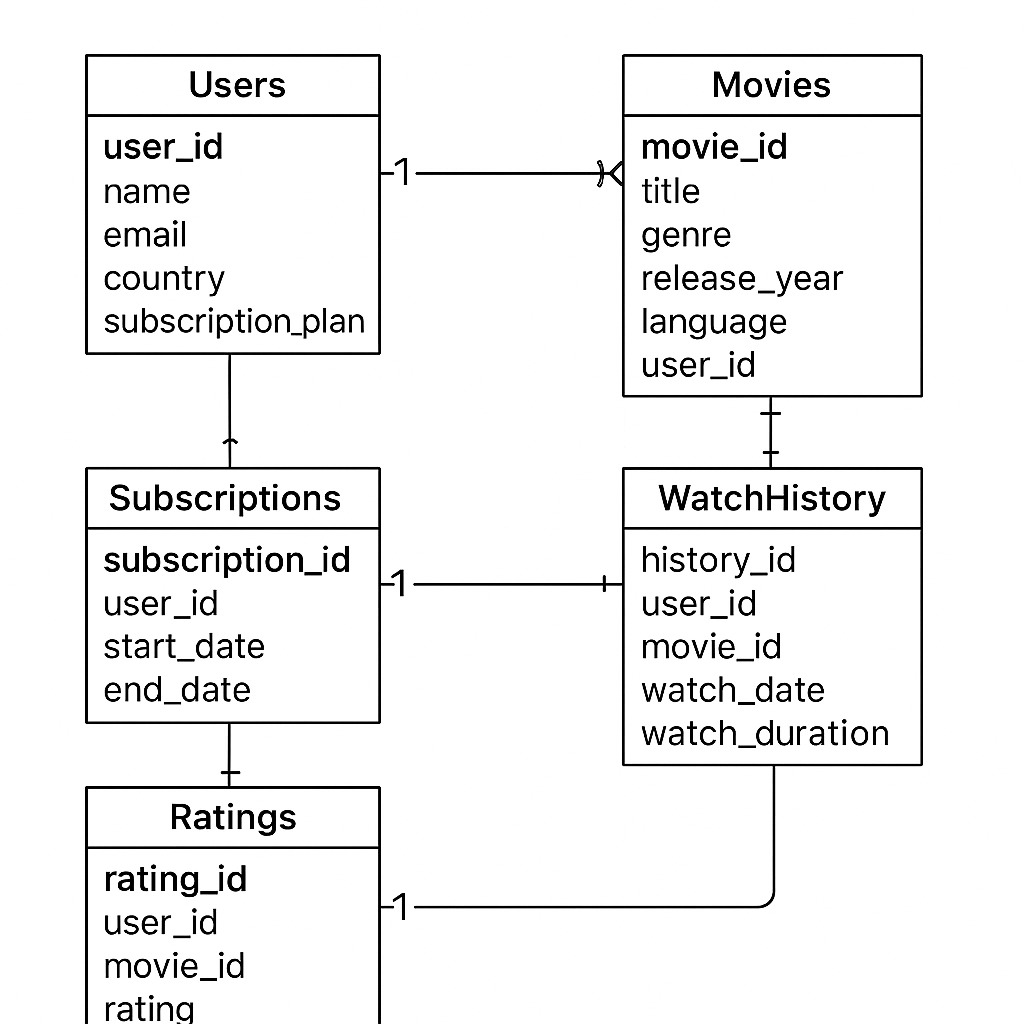 Users
user_id
name
email
country
subscription_plan
1
Movies
movie_id
title
genre
release_year
language
user_id
Subscriptions
subscription_id
user_id
start_date
end_date
1
WatchHistory
history_id
user_id
movie_id
watch_date
watch_duration
Ratings
rating_id
user_id
movie_id
rating
1